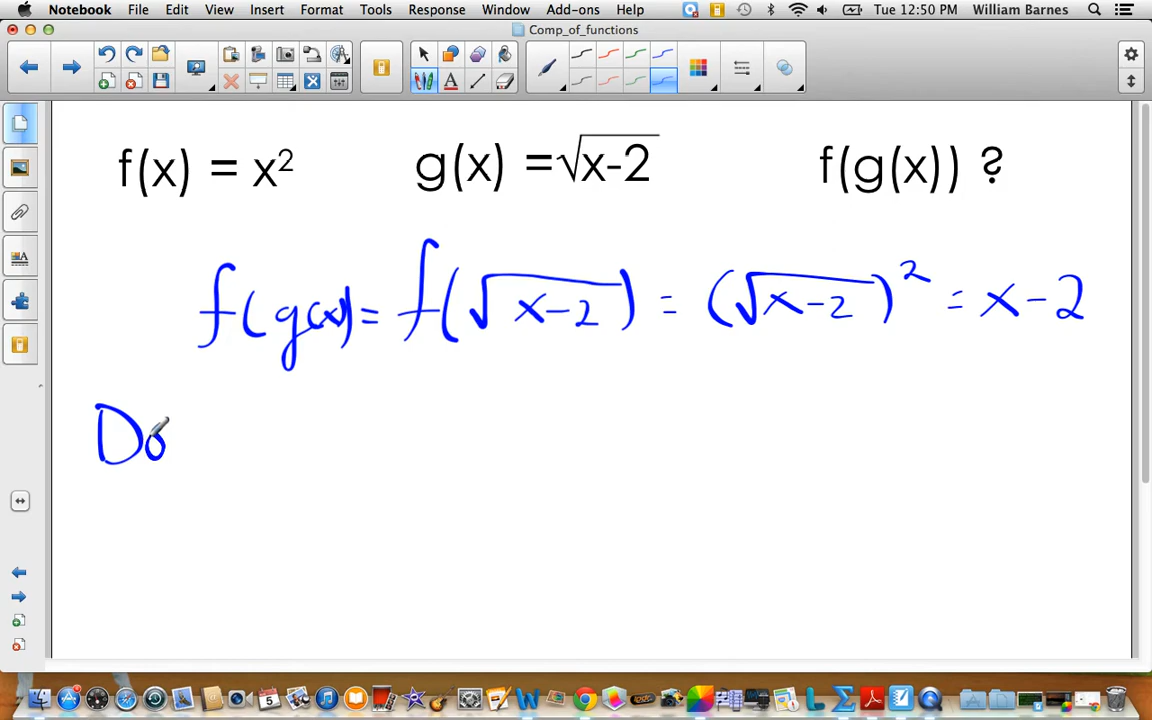 Notebook File Edit View Insert Format Tools Response Window Add-ons Help Tue 12:50 PM William Barnes
Comp_of_functions
f(x) = x² g(x) =√x-2 f(g(x)) ?
f(g(x)= f(√x-2) = (√x-2)² = x-2
Do